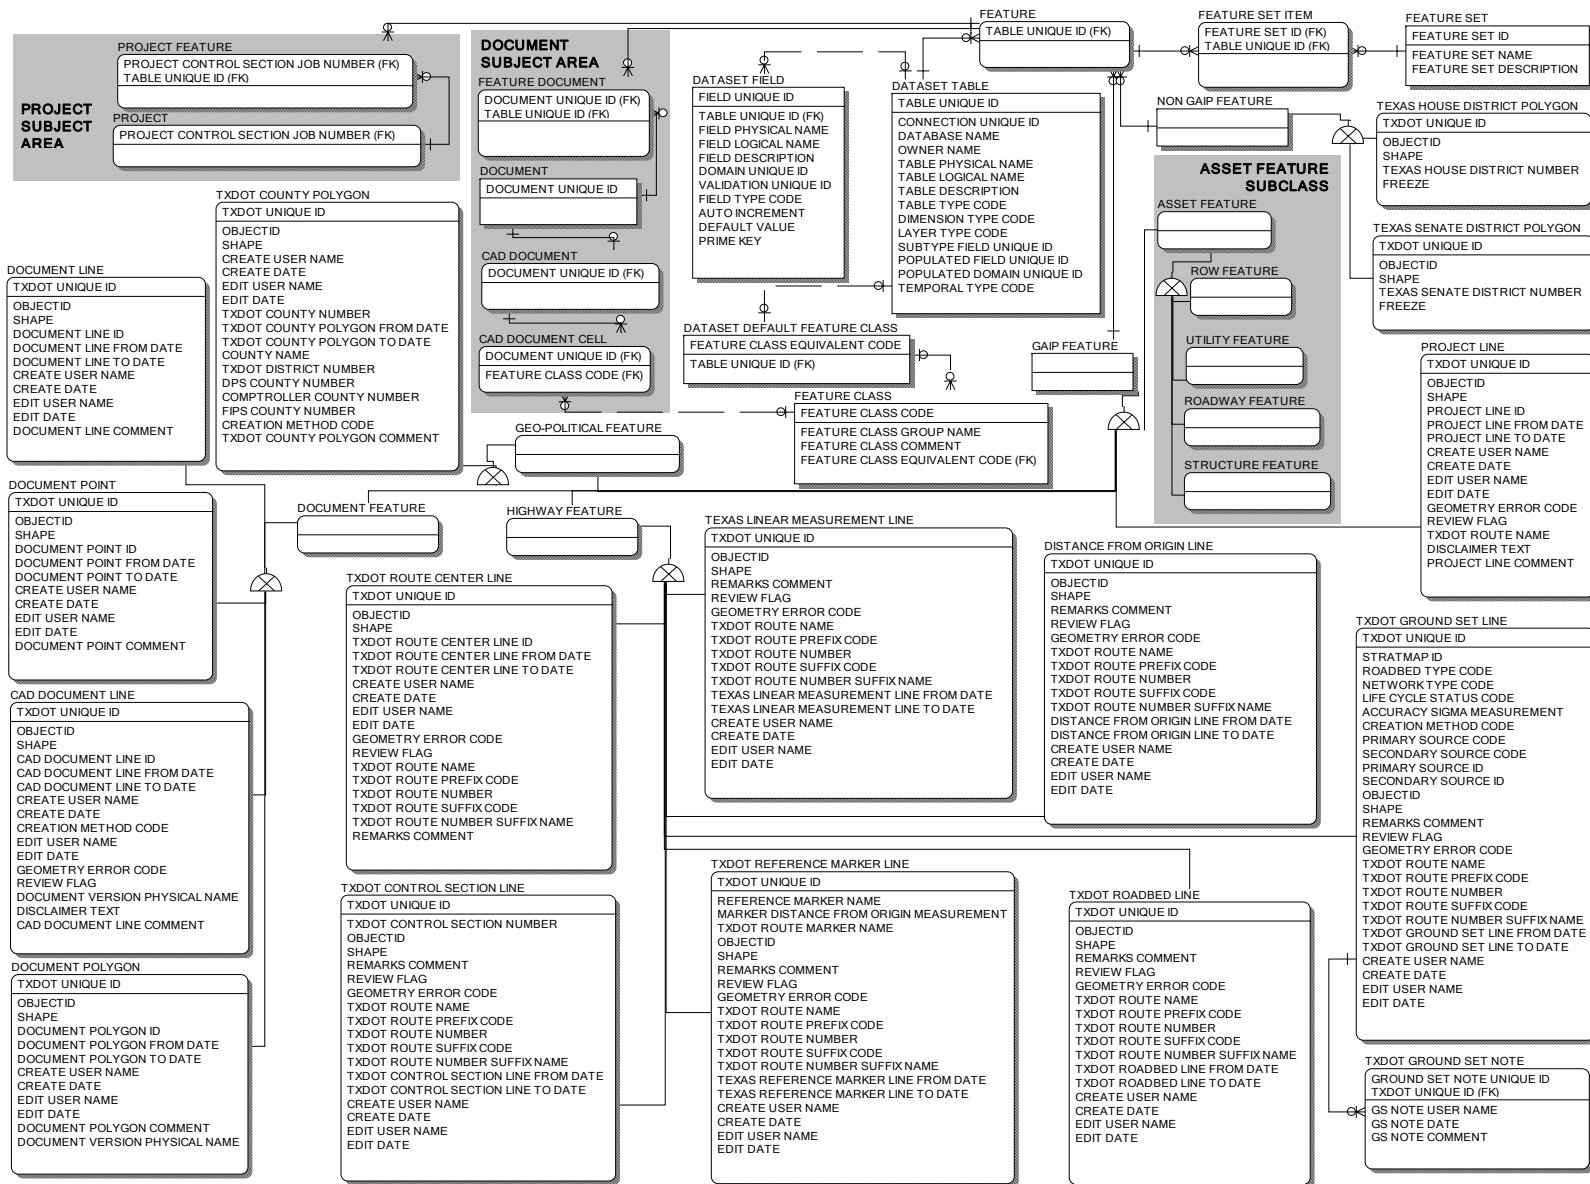 FEATURE
TABLE UNIQUE ID (FK)
FEATURE SET ITEM
FEATURE SET ID (FK)
TABLE UNIQUE ID (FK)
FEATURE SET
FEATURE SET ID
FEATURE SET NAME
FEATURE SET DESCRIPTION
PROJECT
SUBJECT
AREA
PROJECT FEATURE
PROJECT CONTROL SECTION JOB NUMBER (FK)
TABLE UNIQUE ID (FK)
PROJECT
PROJECT CONTROL SECTION JOB NUMBER (FK)
DOCUMENT
SUBJECT AREA
FEATURE DOCUMENT
DOCUMENT UNIQUE ID (FK)
TABLE UNIQUE ID (FK)
DOCUMENT
DOCUMENT UNIQUE ID
CAD DOCUMENT
DOCUMENT UNIQUE ID (FK)
CAD DOCUMENT CELL
DOCUMENT UNIQUE ID (FK)
FEATURE CLASS CODE (FK)
DATASET FIELD
FIELD UNIQUE ID
TABLE UNIQUE ID (FK)
FIELD PHYSICAL NAME
FIELD LOGICAL NAME
FIELD DESCRIPTION
DOMAIN UNIQUE ID
VALIDATION UNIQUE ID
FIELD TYPE CODE
AUTO INCREMENT
DEFAULT VALUE
PRIME KEY
DATASET TABLE
TABLE UNIQUE ID
CONNECTION UNIQUE ID
DATABASE NAME
OWNER NAME
TABLE PHYSICAL NAME
TABLE LOGICAL NAME
TABLE DESCRIPTION
TABLE TYPE CODE
DIMENSION TYPE CODE
LAYER TYPE CODE
SUBTYPE FIELD UNIQUE ID
POPULATED FIELD UNIQUE ID
POPULATED DOMAIN UNIQUE ID
TEMPORAL TYPE CODE
NON GAIP FEATURE
TEXAS HOUSE DISTRICT POLYGON
TXDOT UNIQUE ID
OBJECTID
SHAPE
TEXAS HOUSE DISTRICT NUMBER
FREEZE
TEXAS SENATE DISTRICT POLYGON
TXDOT UNIQUE ID
OBJECTID
SHAPE
TEXAS SENATE DISTRICT NUMBER
FREEZE
ASSET FEATURE
SUBCLASS
ASSET FEATURE
ROW FEATURE
UTILITY FEATURE
ROADWAY FEATURE
STRUCTURE FEATURE
DATASET DEFAULT FEATURE CLASS
FEATURE CLASS EQUIVALENT CODE
TABLE UNIQUE ID (FK)
GAIP FEATURE
FEATURE CLASS
FEATURE CLASS CODE
FEATURE CLASS GROUP NAME
FEATURE CLASS COMMENT
FEATURE CLASS EQUIVALENT CODE (FK)
TXDOT COUNTY POLYGON
TXDOT UNIQUE ID
OBJECTID
SHAPE
CREATE USER NAME
CREATE DATE
EDIT USER NAME
EDIT DATE
TXDOT COUNTY NUMBER
TXDOT COUNTY POLYGON FROM DATE
TXDOT COUNTY POLYGON TO DATE
COUNTY NAME
TXDOT DISTRICT NUMBER
DPS COUNTY NUMBER
COMPTROLLER COUNTY NUMBER
FIPS COUNTY NUMBER
CREATION METHOD CODE
TXDOT COUNTY POLYGON COMMENT
DOCUMENT LINE
TXDOT UNIQUE ID
OBJECTID
SHAPE
DOCUMENT LINE ID
DOCUMENT LINE FROM DATE
DOCUMENT LINE TO DATE
CREATE USER NAME
CREATE DATE
EDIT USER NAME
EDIT DATE
DOCUMENT LINE COMMENT
GEO-POLITICAL FEATURE
DOCUMENT FEATURE
HIGHWAY FEATURE
PROJECT LINE
TXDOT UNIQUE ID
OBJECTID
SHAPE
PROJECT LINE ID
PROJECT LINE FROM DATE
PROJECT LINE TO DATE
CREATE USER NAME
CREATE DATE
EDIT USER NAME
EDIT DATE
GEOMETRY ERROR CODE
REVIEW FLAG
TXDOT ROUTE NAME
DISCLAIMER TEXT
PROJECT LINE COMMENT
DOCUMENT POINT
TXDOT UNIQUE ID
OBJECTID
SHAPE
DOCUMENT POINT ID
DOCUMENT POINT FROM DATE
DOCUMENT POINT TO DATE
CREATE USER NAME
CREATE DATE
EDIT USER NAME
EDIT DATE
DOCUMENT POINT COMMENT
CAD DOCUMENT LINE
TXDOT UNIQUE ID
OBJECTID
SHAPE
CAD DOCUMENT LINE ID
CAD DOCUMENT LINE FROM DATE
CAD DOCUMENT LINE TO DATE
CREATE USER NAME
CREATE DATE
CREATION METHOD CODE
EDIT USER NAME
EDIT DATE
GEOMETRY ERROR CODE
REVIEW FLAG
DOCUMENT VERSION PHYSICAL NAME
DISCLAIMER TEXT
CAD DOCUMENT LINE COMMENT
DOCUMENT POLYGON
TXDOT UNIQUE ID
OBJECTID
SHAPE
DOCUMENT POLYGON ID
DOCUMENT POLYGON FROM DATE
DOCUMENT POLYGON TO DATE
CREATE USER NAME
CREATE DATE
EDIT USER NAME
EDIT DATE
DOCUMENT POLYGON COMMENT
DOCUMENT VERSION PHYSICAL NAME
TXDOT ROUTE CENTER LINE
TXDOT UNIQUE ID
OBJECTID
SHAPE
TXDOT ROUTE CENTER LINE ID
TXDOT ROUTE CENTER LINE FROM DATE
TXDOT ROUTE CENTER LINE TO DATE
CREATE USER NAME
CREATE DATE
EDIT USER NAME
EDIT DATE
GEOMETRY ERROR CODE
REVIEW FLAG
TXDOT ROUTE NAME
TXDOT ROUTE PREFIX CODE
TXDOT ROUTE NUMBER
TXDOT ROUTE SUFFIX CODE
TXDOT ROUTE NUMBER SUFFIX NAME
REMARKS COMMENT
TXDOT CONTROL SECTION LINE
TXDOT UNIQUE ID
TXDOT CONTROL SECTION NUMBER
OBJECTID
SHAPE
REMARKS COMMENT
REVIEW FLAG
GEOMETRY ERROR CODE
TXDOT ROUTE NAME
TXDOT ROUTE PREFIX CODE
TXDOT ROUTE NUMBER
TXDOT ROUTE SUFFIX CODE
TXDOT ROUTE NUMBER SUFFIX NAME
TXDOT CONTROL SECTION LINE FROM DATE
TXDOT CONTROL SECTION LINE TO DATE
CREATE USER NAME
CREATE DATE
EDIT USER NAME
EDIT DATE
TEXAS LINEAR MEASUREMENT LINE
TXDOT UNIQUE ID
OBJECTID
SHAPE
REMARKS COMMENT
REVIEW FLAG
GEOMETRY ERROR CODE
TXDOT ROUTE NAME
TXDOT ROUTE PREFIX CODE
TXDOT ROUTE NUMBER
TXDOT ROUTE SUFFIX CODE
TXDOT ROUTE NUMBER SUFFIX NAME
TEXAS LINEAR MEASUREMENT LINE FROM DATE
TEXAS LINEAR MEASUREMENT LINE TO DATE
CREATE USER NAME
CREATE DATE
EDIT USER NAME
EDIT DATE
TXDOT REFERENCE MARKER LINE
TXDOT UNIQUE ID
REFERENCE MARKER NAME
MARKER DISTANCE FROM ORIGIN MEASUREMENT
TXDOT ROUTE MARKER NAME
OBJECTID
SHAPE
REMARKS COMMENT
REVIEW FLAG
GEOMETRY ERROR CODE
TXDOT ROUTE NAME
TXDOT ROUTE PREFIX CODE
TXDOT ROUTE NUMBER
TXDOT ROUTE SUFFIX CODE
TXDOT ROUTE NUMBER SUFFIX NAME
TEXAS REFERENCE MARKER LINE FROM DATE
TEXAS REFERENCE MARKER LINE TO DATE
CREATE USER NAME
CREATE DATE
EDIT USER NAME
EDIT DATE
DISTANCE FROM ORIGIN LINE
TXDOT UNIQUE ID
OBJECTID
SHAPE
REMARKS COMMENT
REVIEW FLAG
GEOMETRY ERROR CODE
TXDOT ROUTE NAME
TXDOT ROUTE PREFIX CODE
TXDOT ROUTE NUMBER
TXDOT ROUTE SUFFIX CODE
TXDOT ROUTE NUMBER SUFFIX NAME
DISTANCE FROM ORIGIN LINE FROM DATE
DISTANCE FROM ORIGIN LINE TO DATE
CREATE USER NAME
CREATE DATE
EDIT USER NAME
EDIT DATE
TXDOT ROADBED LINE
TXDOT UNIQUE ID
OBJECTID
SHAPE
REMARKS COMMENT
REVIEW FLAG
GEOMETRY ERROR CODE
TXDOT ROUTE NAME
TXDOT ROUTE PREFIX CODE
TXDOT ROUTE NUMBER
TXDOT ROUTE SUFFIX CODE
TXDOT ROUTE NUMBER SUFFIX NAME
TXDOT ROADBED LINE FROM DATE
TXDOT ROADBED LINE TO DATE
CREATE USER NAME
CREATE DATE
EDIT USER NAME
EDIT DATE
TXDOT GROUND SET LINE
TXDOT UNIQUE ID
STRATMAP ID
ROADBED TYPE CODE
NETWORK TYPE CODE
LIFE CYCLE STATUS CODE
ACCURACY SIGMA MEASUREMENT
CREATION METHOD CODE
PRIMARY SOURCE CODE
SECONDARY SOURCE CODE
PRIMARY SOURCE ID
SECONDARY SOURCE ID
OBJECTID
SHAPE
REMARKS COMMENT
REVIEW FLAG
GEOMETRY ERROR CODE
TXDOT ROUTE NAME
TXDOT ROUTE PREFIX CODE
TXDOT ROUTE NUMBER
TXDOT ROUTE SUFFIX CODE
TXDOT ROUTE NUMBER SUFFIX NAME
TXDOT GROUND SET LINE FROM DATE
TXDOT GROUND SET LINE TO DATE
CREATE USER NAME
CREATE DATE
EDIT USER NAME
EDIT DATE
TXDOT GROUND SET NOTE
GROUND SET NOTE UNIQUE ID
TXDOT UNIQUE ID (FK)
GS NOTE USER NAME
GS NOTE DATE
GS NOTE COMMENT